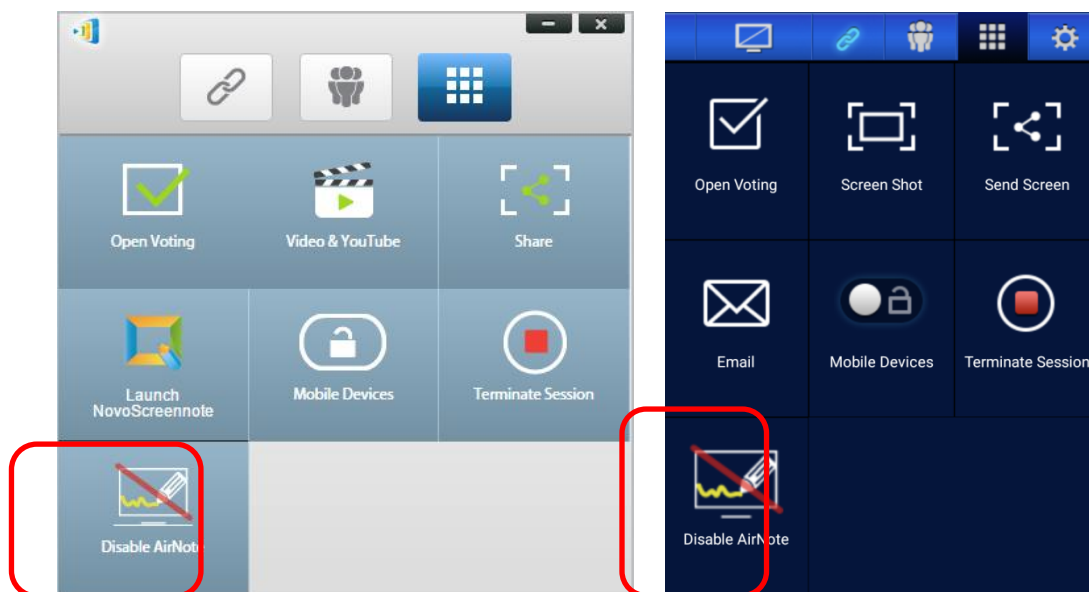 Open Voting
Video & YouTube
Share
Launch
NovoScreennote
Mobile Devices
Terminate Session
Disable AirNote
Open Voting
Screen Shot
Send Screen
Email
Mobile Devices
Terminate Session
Disable AirNote